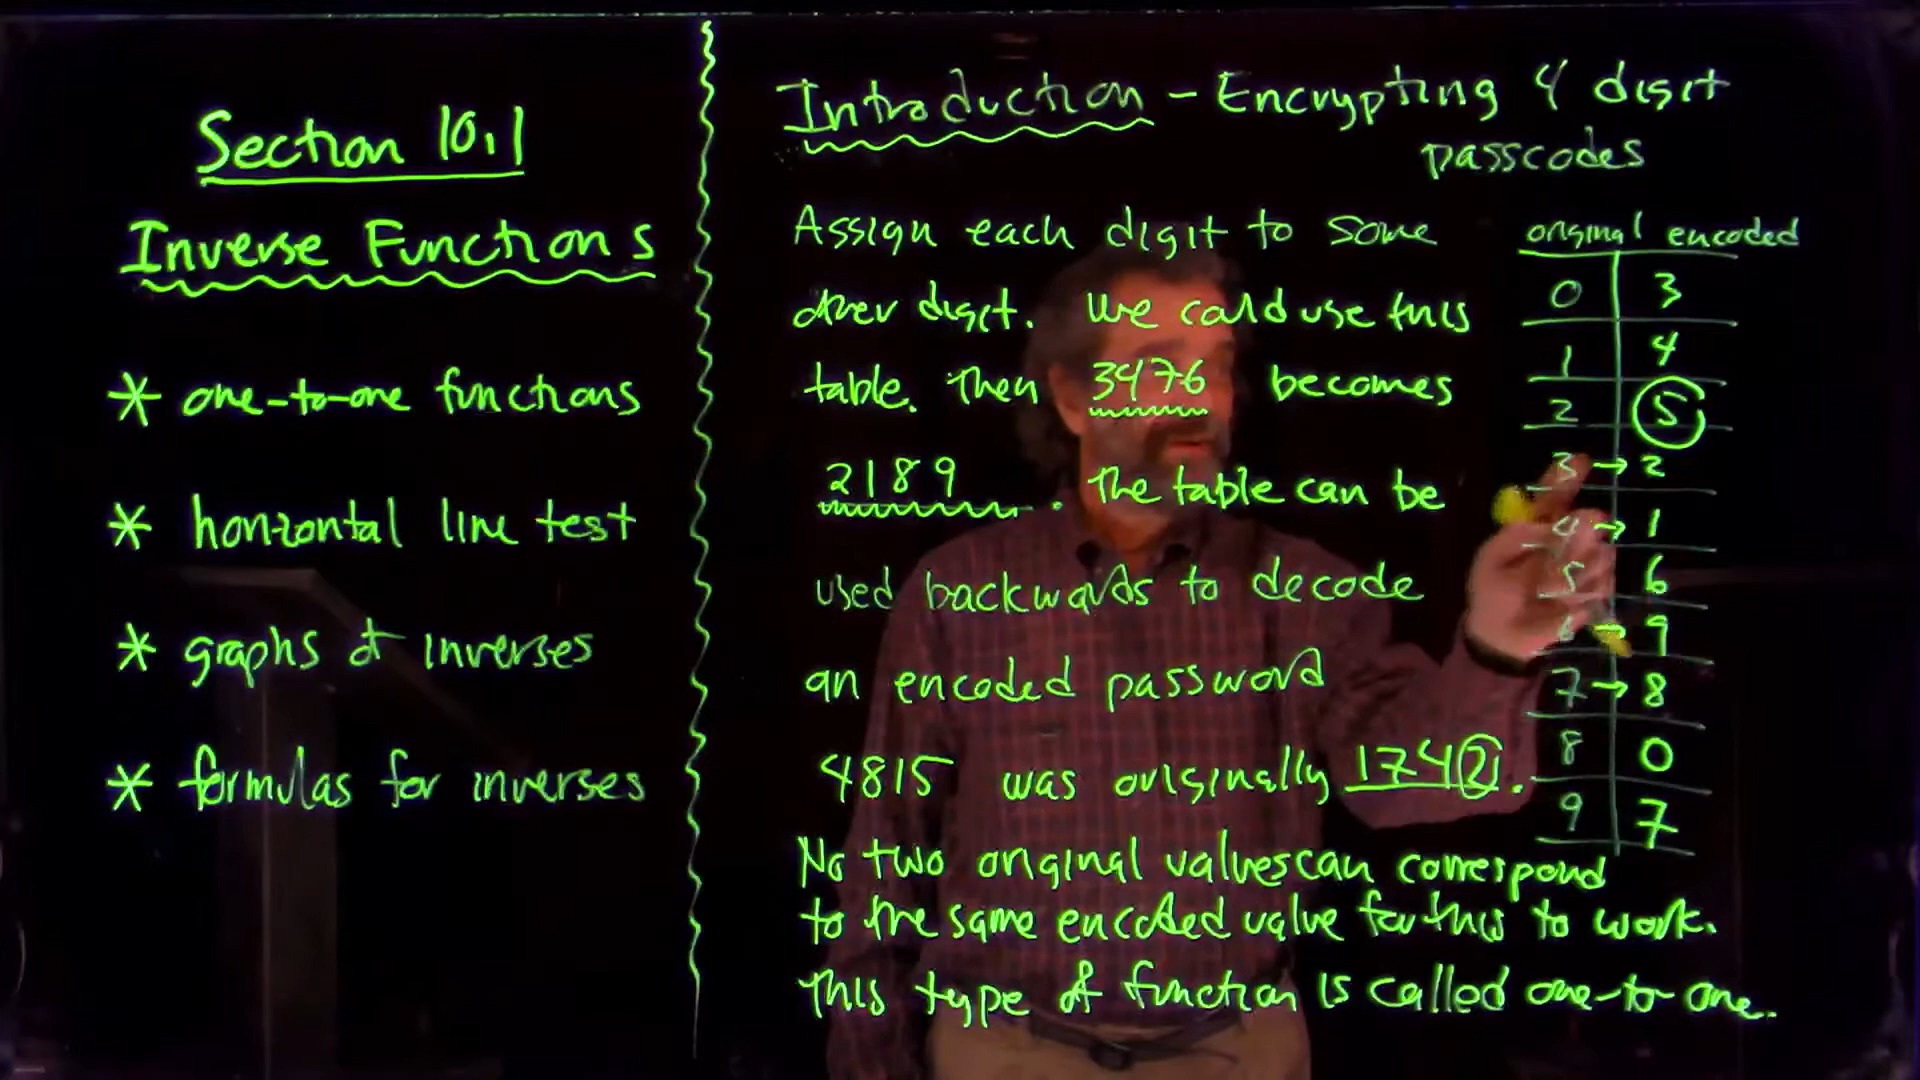 Section 10.1
Inverse Functions
* one-to-one functions
* horizontal line test
* graphs of inverses
* formulas for inverses
Introduction - Encrypting 4 digit
passcodes
Assign each digit to some
other digit. We could use this
table. Then 3476 becomes
2189. The table can be
used backwards to decode
an encoded password
4815 was originally 1742.
No two original values can correspond
to the same encoded value for this to work.
This type of function is called one-to-one.
original encoded
0 3
1 4
2 5
3 → 2
4 → 1
5 6
6 → 9
7 → 8
8 0
9 7